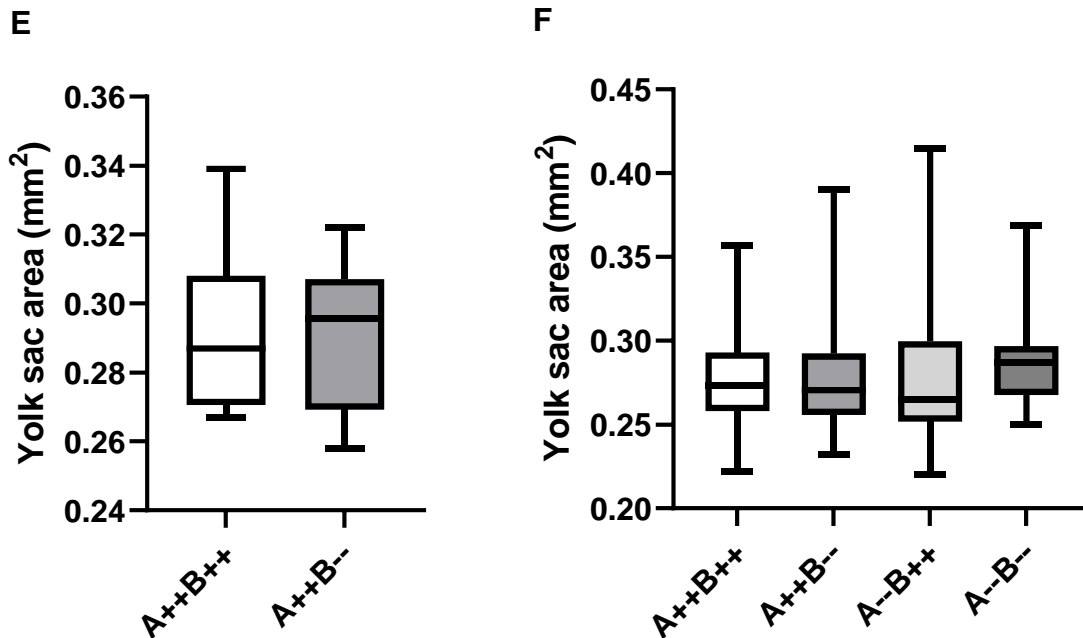 E
Yolk sac area (mm²)
0.36
0.34
0.32
0.30
0.28
0.26
0.24
A++B++
A++B--
F
Yolk sac area (mm²)
0.45
0.40
0.35
0.30
0.25
0.20
A++B++
A++B--
A--B++
A--B--